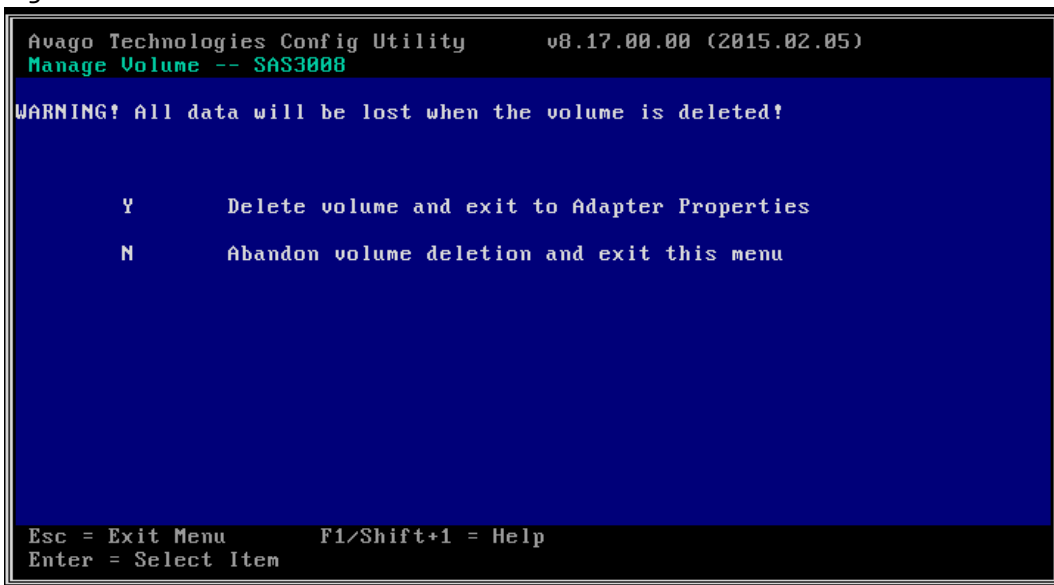 Avago Technologies Config Utility v8.17.00.00 (2015.02.05)
Manage Volume -- SAS3008
WARNING! All data will be lost when the volume is deleted!
Y Delete volume and exit to Adapter Properties
N Abandon volume deletion and exit this menu
Esc = Exit Menu F1/Shift+1 = Help
Enter = Select Item